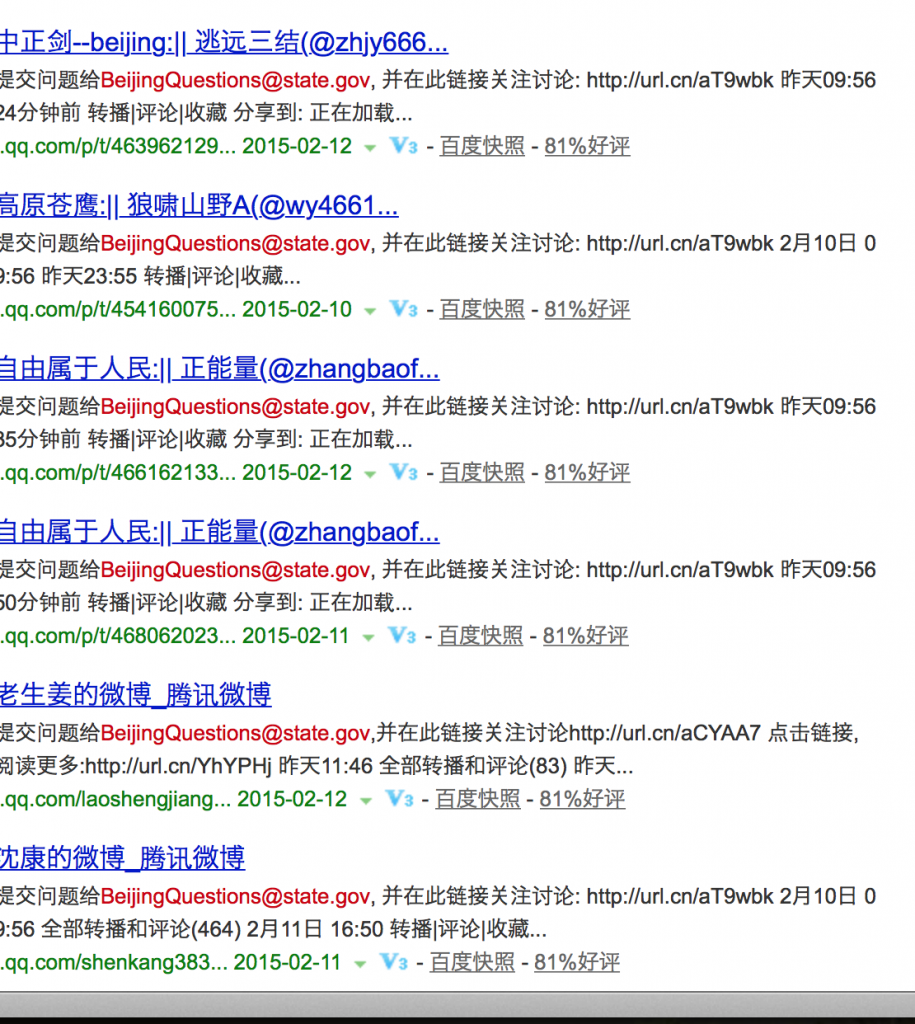 中正剑--beijing:|| 逃远三结(@zhjy666...
提交问题给BeijingQuestions@state.gov, 并在此链接关注讨论: http://url.cn/aT9wbk 昨天09:56
24分钟前 转播|评论|收藏 分享到: 正在加载...
.qq.com/p/t/463962129... 2015-02-12 V3 - 百度快照 - 81%好评
高原苍鹰:|| 狼啸山野A(@wy4661...
提交问题给BeijingQuestions@state.gov, 并在此链接关注讨论: http://url.cn/aT9wbk 2月10日 0
9:56 昨天23:55 转播|评论|收藏...
.qq.com/p/t/454160075... 2015-02-10 V3 - 百度快照 - 81%好评
自由属于人民:|| 正能量(@zhangbaof...
提交问题给BeijingQuestions@state.gov, 并在此链接关注讨论: http://url.cn/aT9wbk 昨天09:56
35分钟前 转播|评论|收藏 分享到: 正在加载...
.qq.com/p/t/466162133... 2015-02-12 V3 - 百度快照 - 81%好评
自由属于人民:|| 正能量(@zhangbaof...
提交问题给BeijingQuestions@state.gov, 并在此链接关注讨论: http://url.cn/aT9wbk 昨天09:56
50分钟前 转播|评论|收藏 分享到: 正在加载...
.qq.com/p/t/468062023... 2015-02-11 V3 - 百度快照 - 81%好评
老生姜的微博_腾讯微博
提交问题给BeijingQuestions@state.gov,并在此链接关注讨论http://url.cn/aCYAA7 点击链接,
阅读更多:http://url.cn/YhYPHj 昨天11:46 全部转播和评论(83) 昨天...
.qq.com/laoshengjiang... 2015-02-12 V3 - 百度快照 - 81%好评
沈康的微博_腾讯微博
提交问题给BeijingQuestions@state.gov, 并在此链接关注讨论: http://url.cn/aT9wbk 2月10日 0
9:56 全部转播和评论(464) 2月11日 16:50 转播|评论|收藏...
.qq.com/shenkang383... 2015-02-11 V3 - 百度快照 - 81%好评